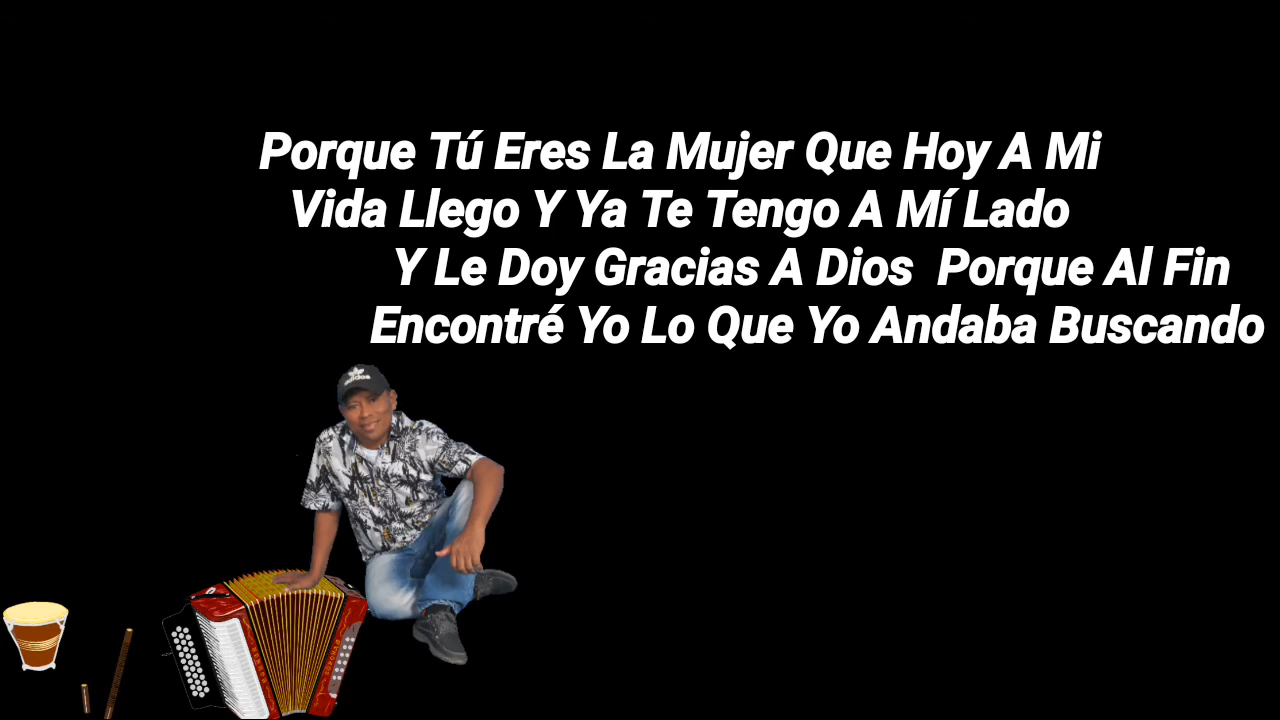 Porque Tú Eres La Mujer Que Hoy A Mi
Vida Llego Y Ya Te Tengo A Mí Lado
Y Le Doy Gracias A Dios Porque Al Fin
Encontré Yo Lo Que Yo Andaba Buscando
adidas